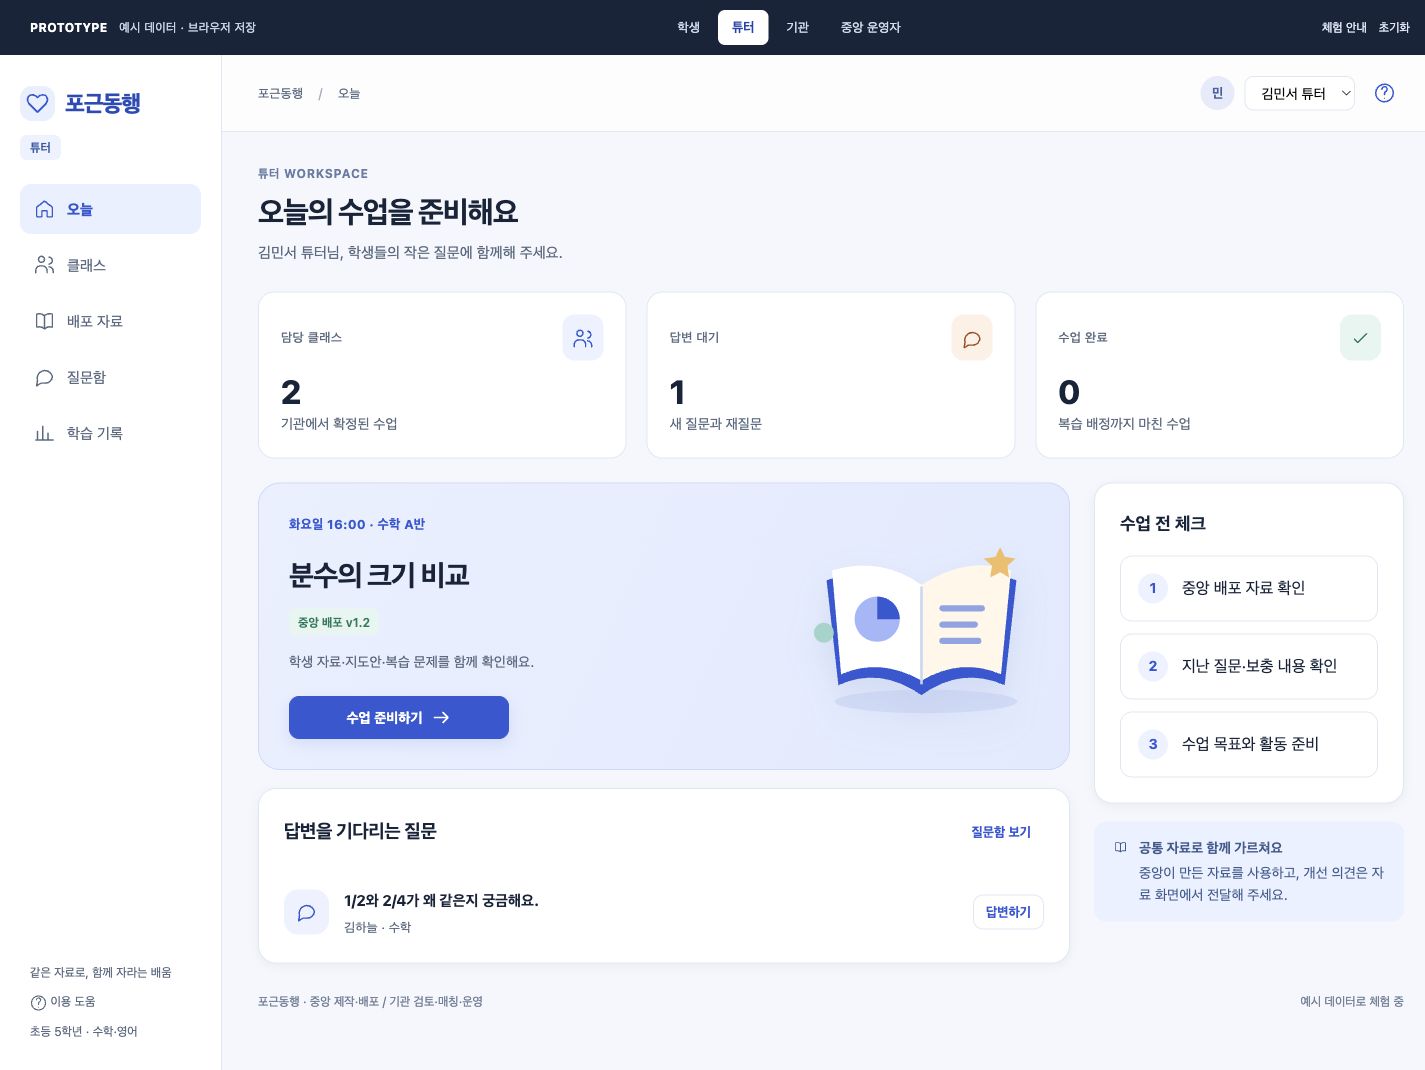 PROTOTYPE 예시 데이터 · 브라우저 저장
학생 튜터 기관 중앙 운영자
체험 안내 초기화
포근동행
튜터
오늘
클래스
배포 자료
질문함
학습 기록
같은 자료로, 함께 자라는 배움
이용 도움
초등 5학년 · 수학·영어
포근동행 / 오늘
민 김민서 튜터
튜터 WORKSPACE
오늘의 수업을 준비해요
김민서 튜터님, 학생들의 작은 질문에 함께해 주세요.
담당 클래스
2
기관에서 확정된 수업
답변 대기
1
새 질문과 재질문
수업 완료
0
복습 배정까지 마친 수업
화요일 16:00 · 수학 A반
분수의 크기 비교
중앙 배포 v1.2
학생 자료·지도안·복습 문제를 함께 확인해요.
수업 준비하기 →
수업 전 체크
1 중앙 배포 자료 확인
2 지난 질문·보충 내용 확인
3 수업 목표와 활동 준비
답변을 기다리는 질문
질문함 보기
1/2와 2/4가 왜 같은지 궁금해요.
김하늘 · 수학
답변하기
공통 자료로 함께 가르쳐요
중앙이 만든 자료를 사용하고, 개선 의견은 자
료 화면에서 전달해 주세요.
포근동행 · 중앙 제작·배포 / 기관 검토·매칭·운영
예시 데이터로 체험 중